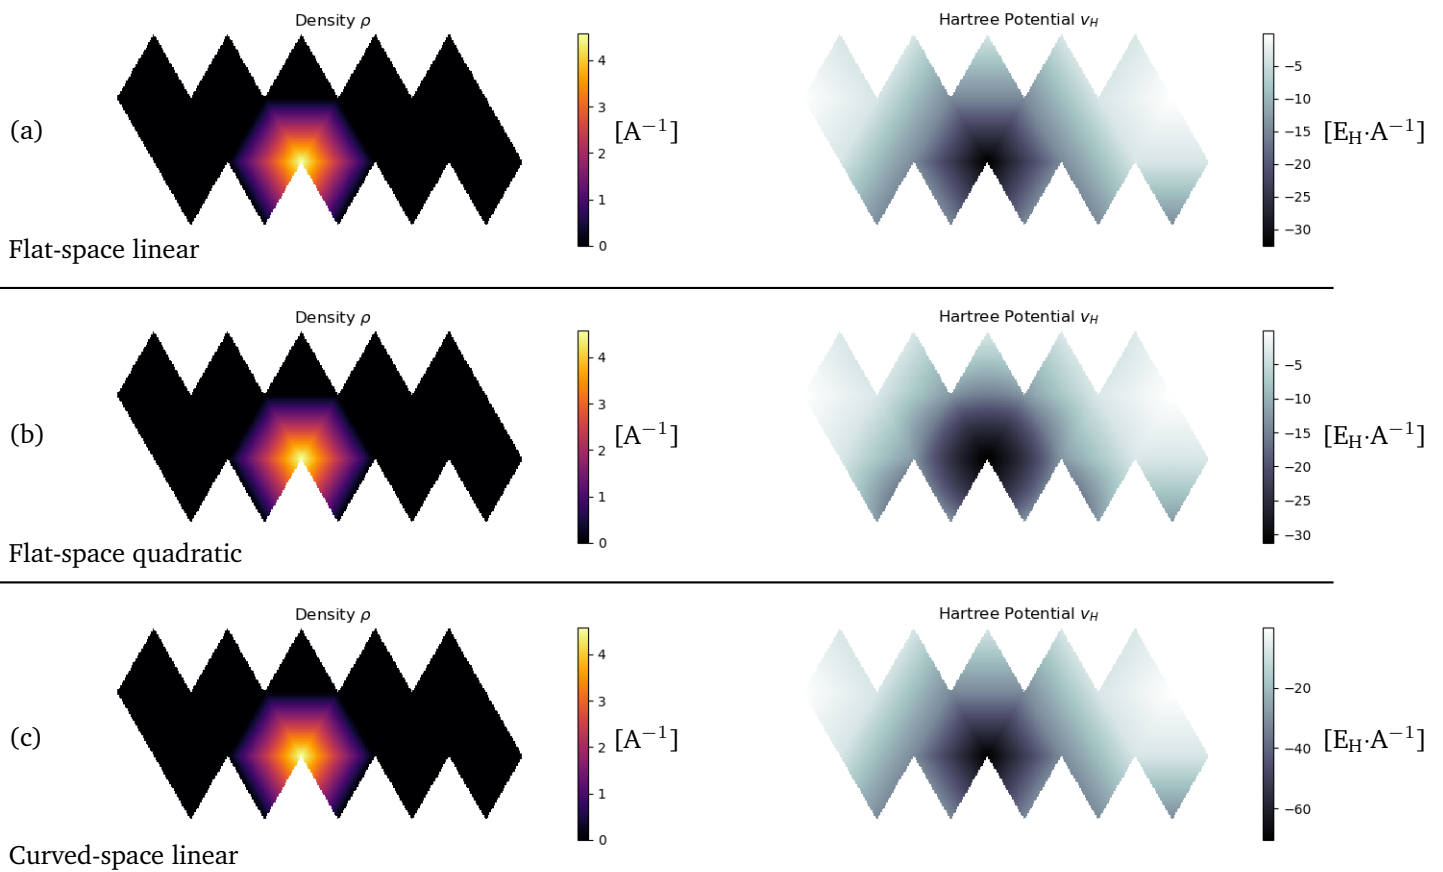 Density ρ
Hartree Potential v_H
4
3
2
1
0
−5
−10
−15
−20
−25
−30
(a)
[A⁻¹]
[E_H·A⁻¹]
Flat-space linear
Density ρ
Hartree Potential v_H
4
3
2
1
0
−5
−10
−15
−20
−25
−30
(b)
[A⁻¹]
[E_H·A⁻¹]
Flat-space quadratic
Density ρ
Hartree Potential v_H
4
3
2
1
0
−20
−40
−60
(c)
[A⁻¹]
[E_H·A⁻¹]
Curved-space linear